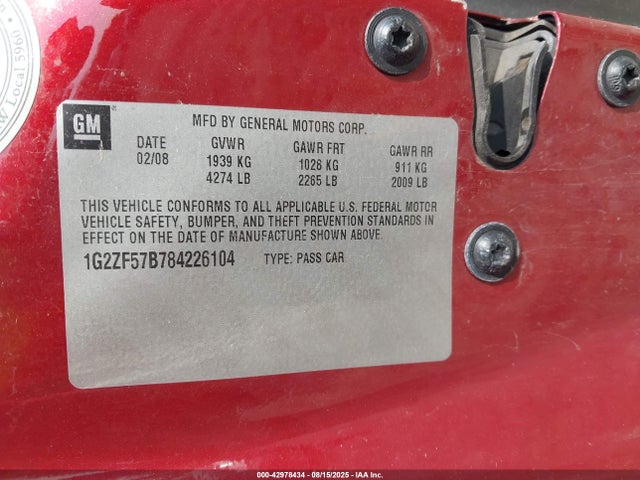 W Local 5960
GM
MFD BY GENERAL MOTORS CORP.
DATE GVWR GAWR FRT GAWR RR
02/08 1939 KG 1026 KG 911 KG
4274 LB 2265 LB 2009 LB
THIS VEHICLE CONFORMS TO ALL APPLICABLE U.S. FEDERAL MOTOR
VEHICLE SAFETY, BUMPER, AND THEFT PREVENTION STANDARDS IN
EFFECT ON THE DATE OF MANUFACTURE SHOWN ABOVE.
1G2ZF57B784226104 TYPE: PASS CAR
000-42978434 - 08/15/2025 - IAA Inc.